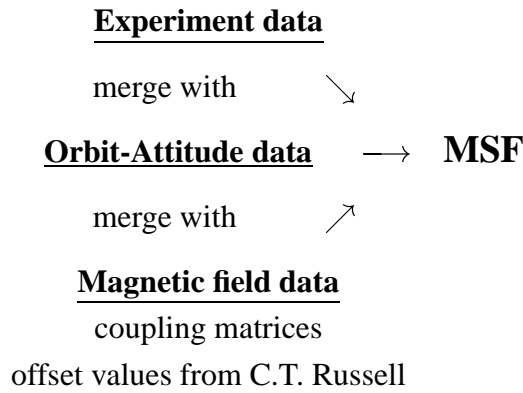 Experiment data
merge with ↘
Orbit-Attitude data → MSF
merge with ↗
Magnetic field data
coupling matrices
offset values from C.T. Russell